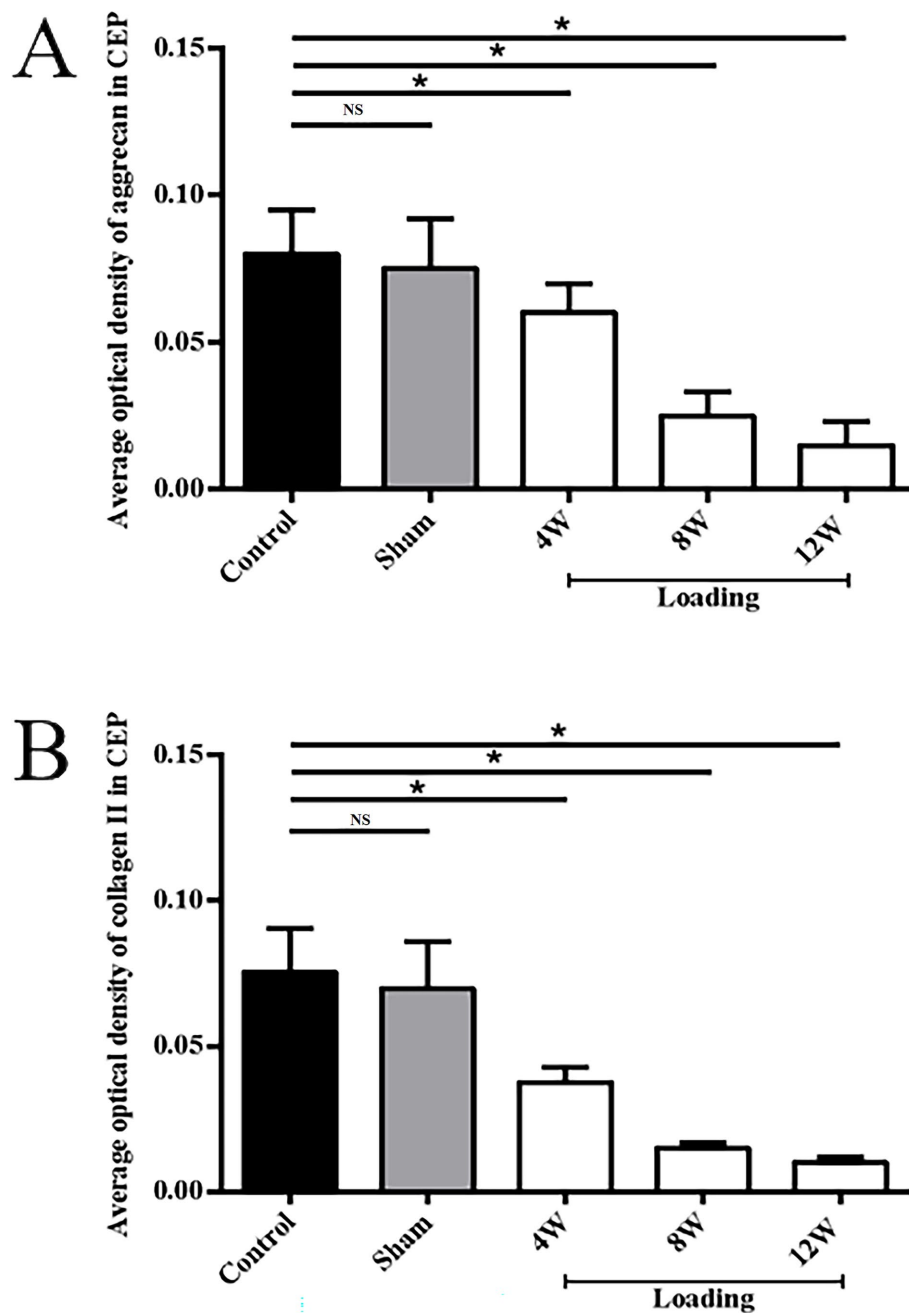 A
Average optical density of aggrecan in CEP
0.15
0.10
0.05
0.00
*
*
*
NS
Control
Sham
4W
8W
12W
Loading
B
Average optical density of collagen II in CEP
0.15
0.10
0.05
0.00
*
*
*
NS
Control
Sham
4W
8W
12W
Loading